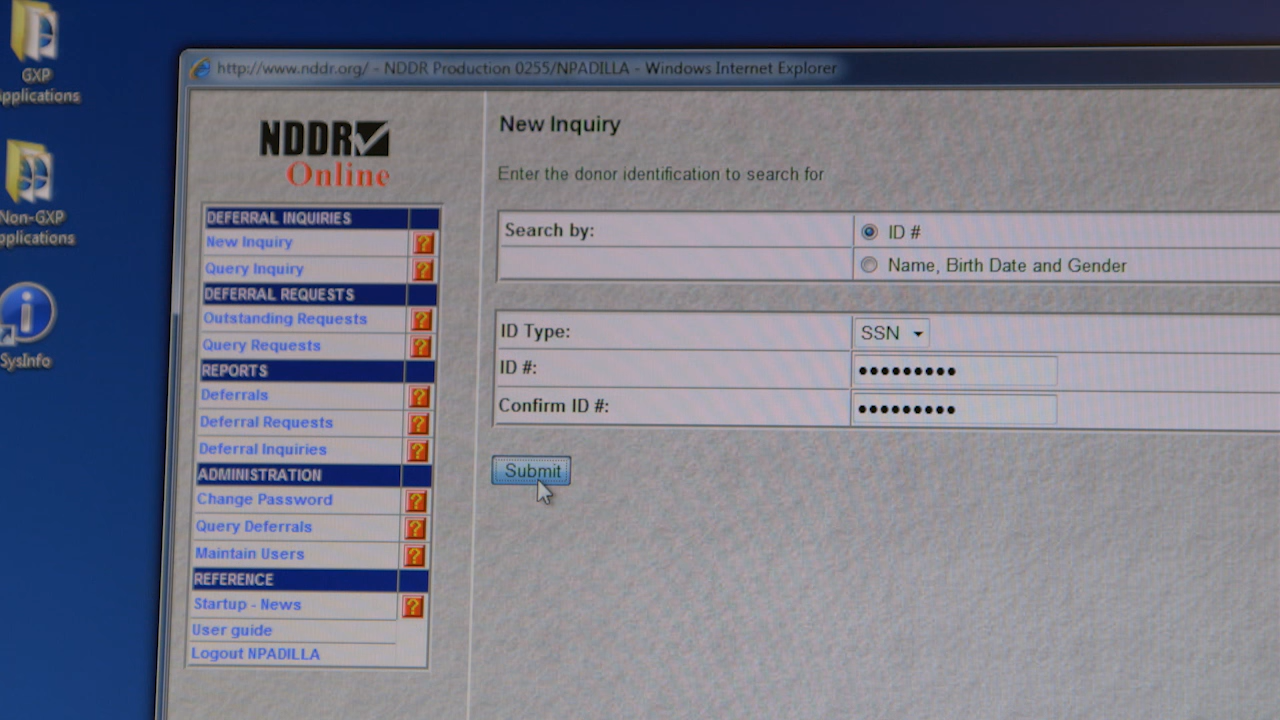 GXP
Applications
Non-GXP
Applications
SysInfo
http://www.nddr.org/ - NDDR Production 0255/NPADILLA - Windows Internet Explorer
NDDR
Online
DEFERRAL INQUIRIES
New Inquiry ?
Query Inquiry ?
DEFERRAL REQUESTS
Outstanding Requests ?
Query Requests ?
REPORTS
Deferrals ?
Deferral Requests ?
Deferral Inquiries ?
ADMINISTRATION
Change Password ?
Query Deferrals ?
Maintain Users ?
REFERENCE
Startup - News ?
User guide
Logout NPADILLA
New Inquiry
Enter the donor identification to search for
Search by: ID #
Name, Birth Date and Gender
ID Type: SSN
ID #: •••••••••
Confirm ID #: •••••••••
Submit